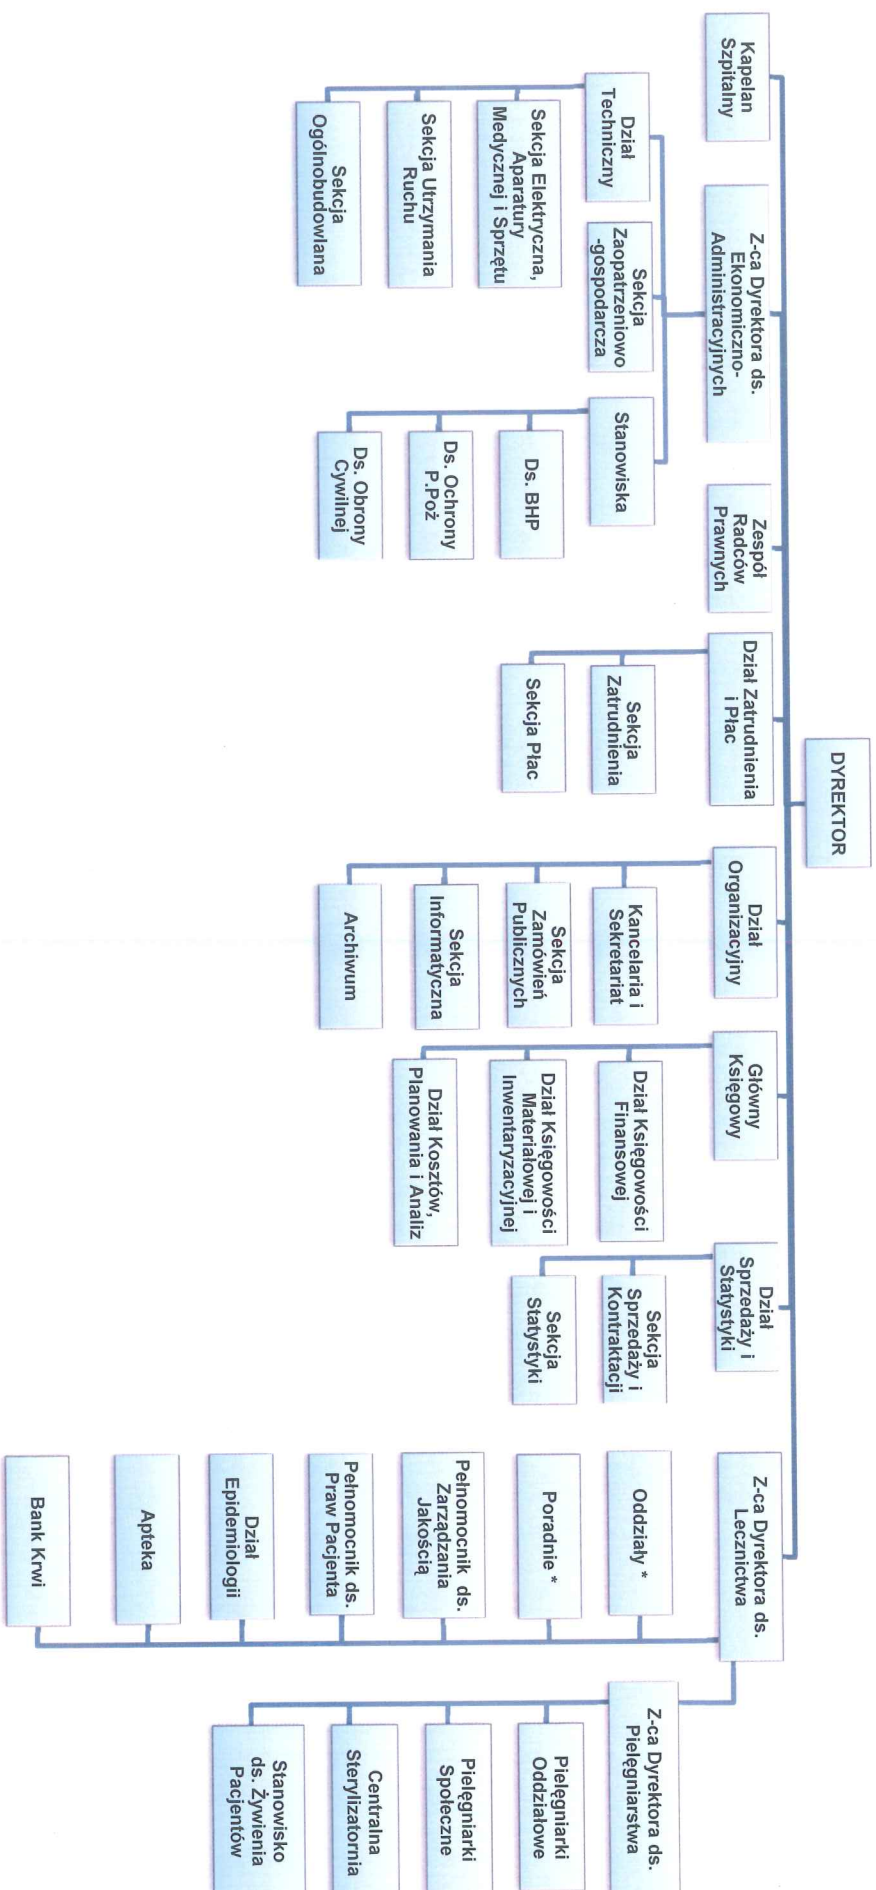 DYREKTOR
Kapelan
Szpitalny
Z-ca Dyrektora ds.
Ekonomiczno-
Administracyjnych
Dział
Techniczny
Sekcja Elektryczna,
Aparatury
Medycznej i Sprzętu
Sekcja Utrzymania
Ruchu
Sekcja
Ogólnobudowlana
Sekcja
Zaopatrzeniowo
-gospodarcza
Stanowiska
Ds. BHP
Ds. Ochrony
P.Poż
Ds. Obrony
Cywilnej
Zespół
Radców
Prawnych
Dział Zatrudnienia
i Płac
Sekcja
Zatrudnienia
Sekcja Płac
Dział
Organizacyjny
Kancelaria i
Sekretariat
Sekcja
Zamówień
Publicznych
Sekcja
Informatyczna
Archiwum
Główny
Księgowy
Dział Księgowości
Finansowej
Dział Księgowości
Materiałowej i
Inwentaryzacyjnej
Dział Kosztów,
Planowania i Analiz
Dział
Sprzedaży i
Statystyki
Sekcja
Sprzedaży i
Kontraktacji
Sekcja
Statystyki
Z-ca Dyrektora ds.
Lecznictwa
Oddziały *
Poradnie *
Pełnomocnik ds.
Zarządzania
Jakością
Pełnomocnik ds.
Praw Pacjenta
Dział
Epidemiologii
Apteka
Bank Krwi
Z-ca Dyrektora ds.
Pielęgniarstwa
Pielęgniarki
Oddziałowe
Pielęgniarki
Społeczne
Centralna
Sterylizatornia
Stanowisko
ds. Żywienia
Pacjentów